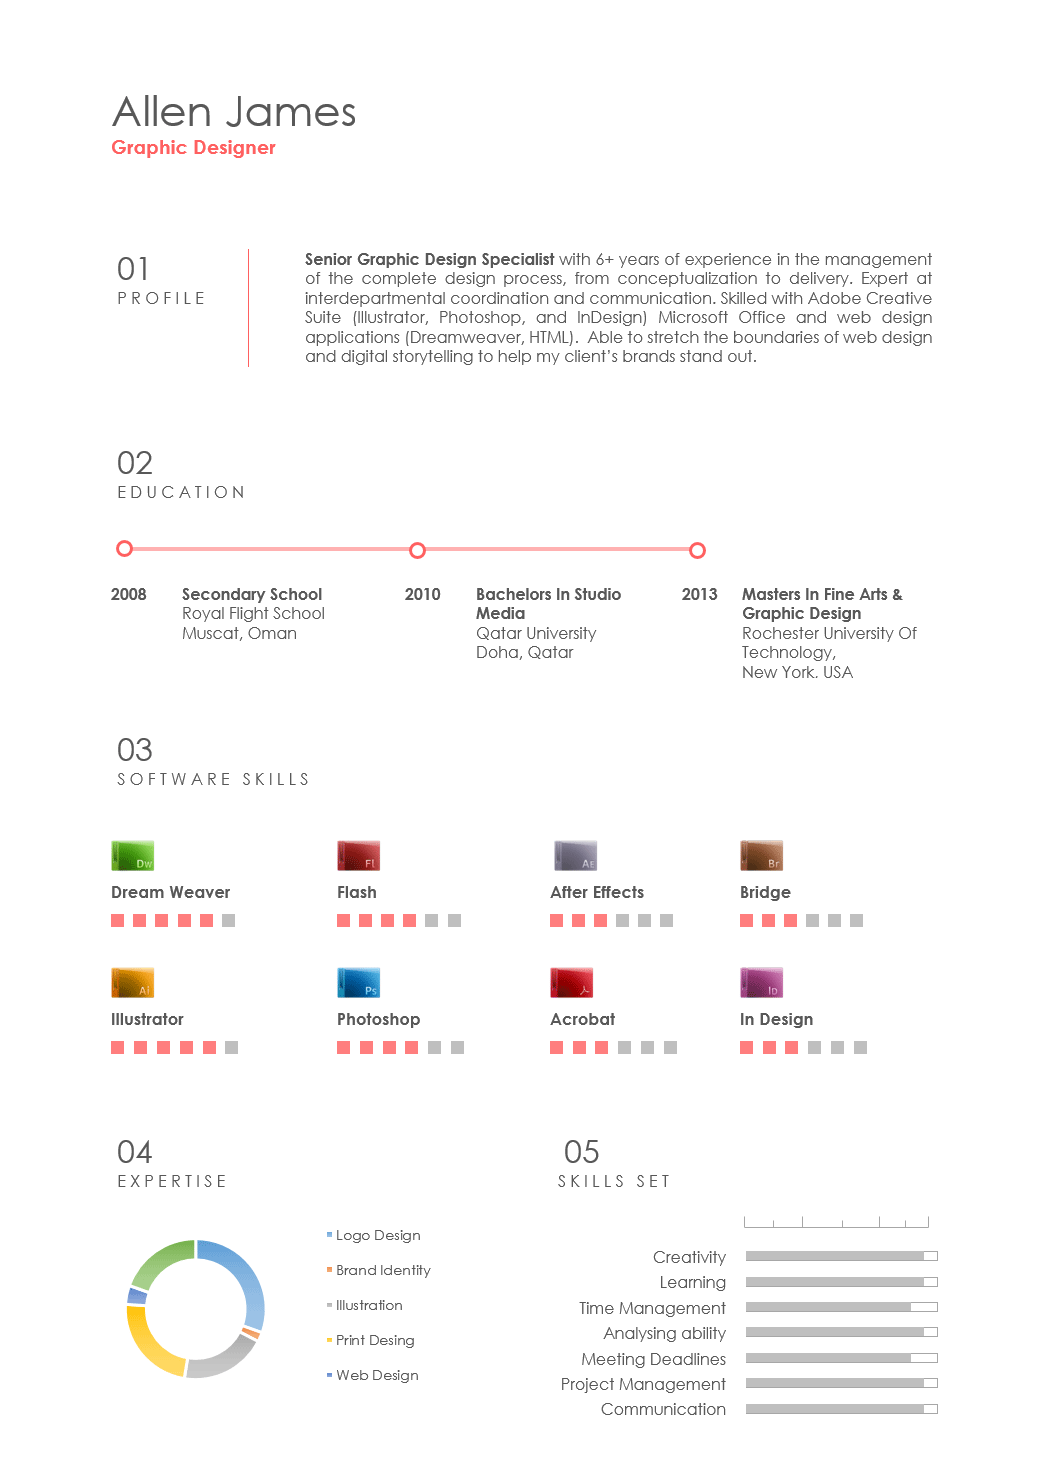 Allen James
Graphic Designer
01
PROFILE
Senior Graphic Design Specialist with 6+ years of experience in the management
of the complete design process, from conceptualization to delivery. Expert at
interdepartmental coordination and communication. Skilled with Adobe Creative
Suite (Illustrator, Photoshop, and InDesign) Microsoft Office and web design
applications (Dreamweaver, HTML).  Able to stretch the boundaries of web design
and digital storytelling to help my client’s brands stand out.
02
EDUCATION
2008
Secondary School
Royal Flight School
Muscat, Oman
2010
Bachelors In Studio
Media
Qatar University
Doha, Qatar
2013
Masters In Fine Arts &
Graphic Design
Rochester University Of
Technology,
New York. USA
03
SOFTWARE SKILLS
Dw
Dream Weaver
Fl
Flash
AE
After Effects
Br
Bridge
Ai
Illustrator
Ps
Photoshop
Acrobat
ID
In Design
04
EXPERTISE
Logo Design
Brand Identity
Illustration
Print Desing
Web Design
05
SKILLS SET
Creativity
Learning
Time Management
Analysing ability
Meeting Deadlines
Project Management
Communication